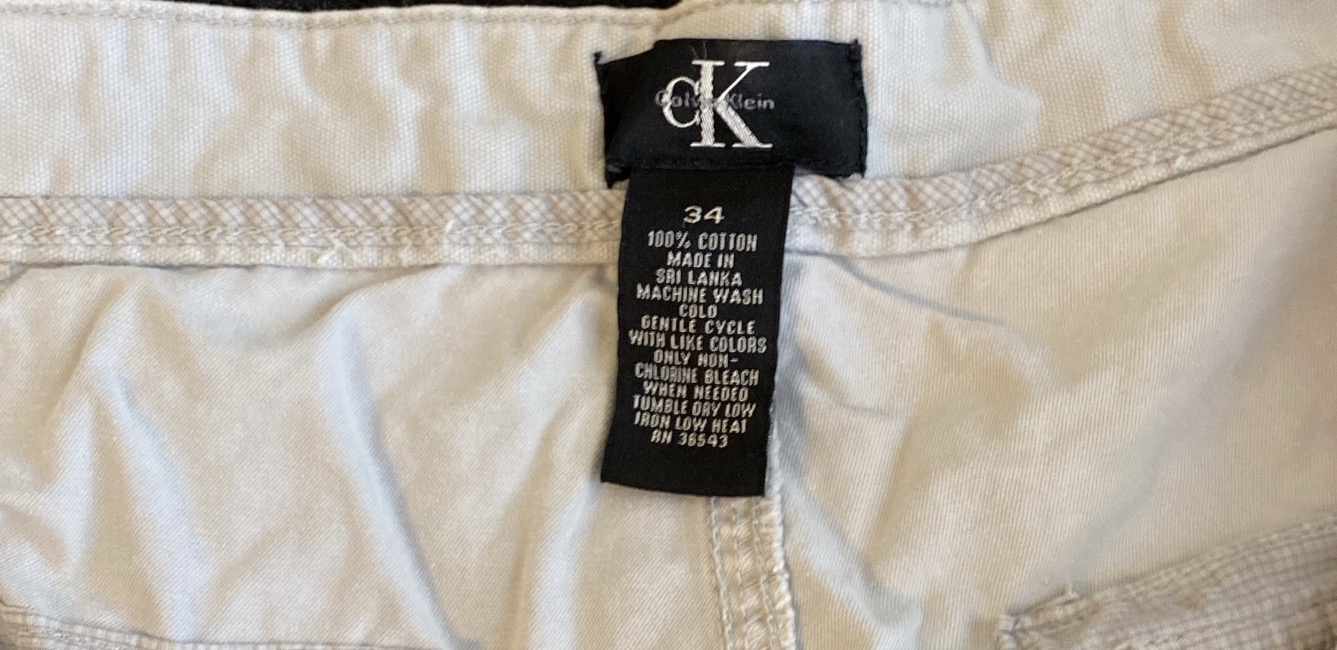 cK
Calvin Klein
34
100% COTTON
MADE IN
SRI LANKA
MACHINE WASH
COLD
GENTLE CYCLE
WITH LIKE COLORS
ONLY NON-
CHLORINE BLEACH
WHEN NEEDED
TUMBLE DRY LOW
IRON LOW HEAT
RN 36543